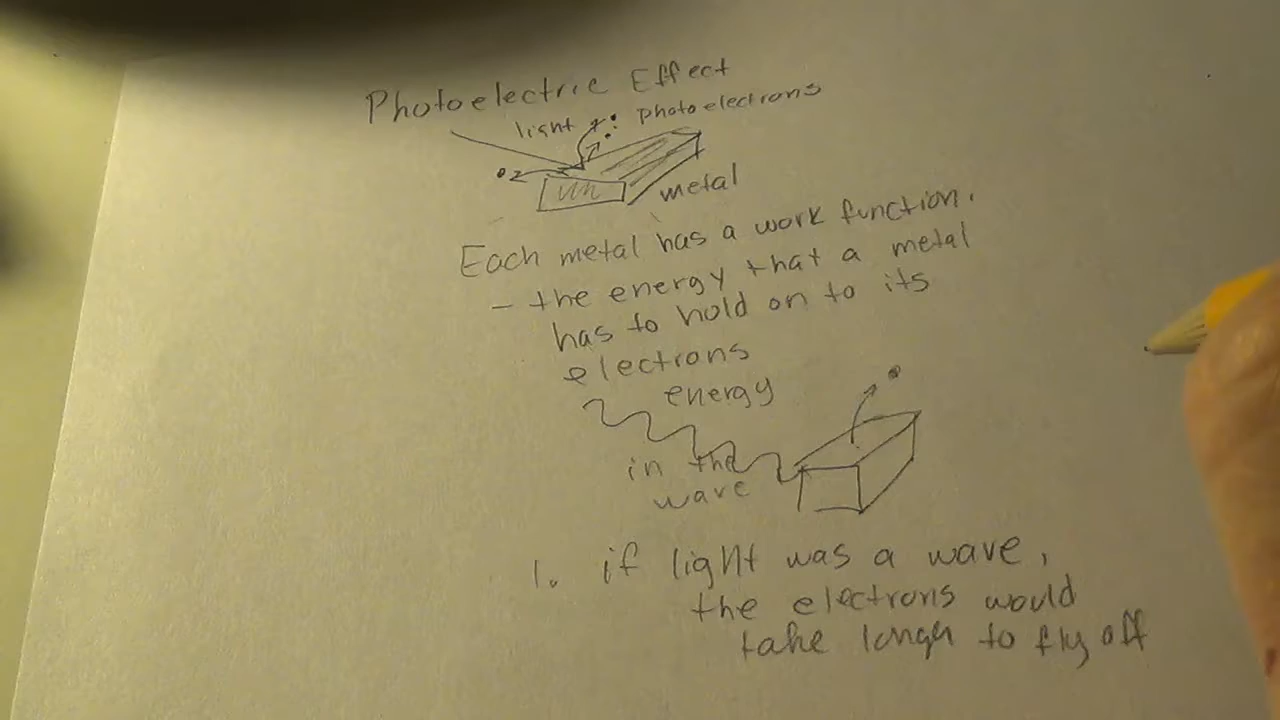 Photoelectric Effect
light photoelectrons
metal
Each metal has a work function.
- the energy that a metal
has to hold on to its
electrons
energy
in the
wave
1. if light was a wave,
the electrons would
take longer to fly off